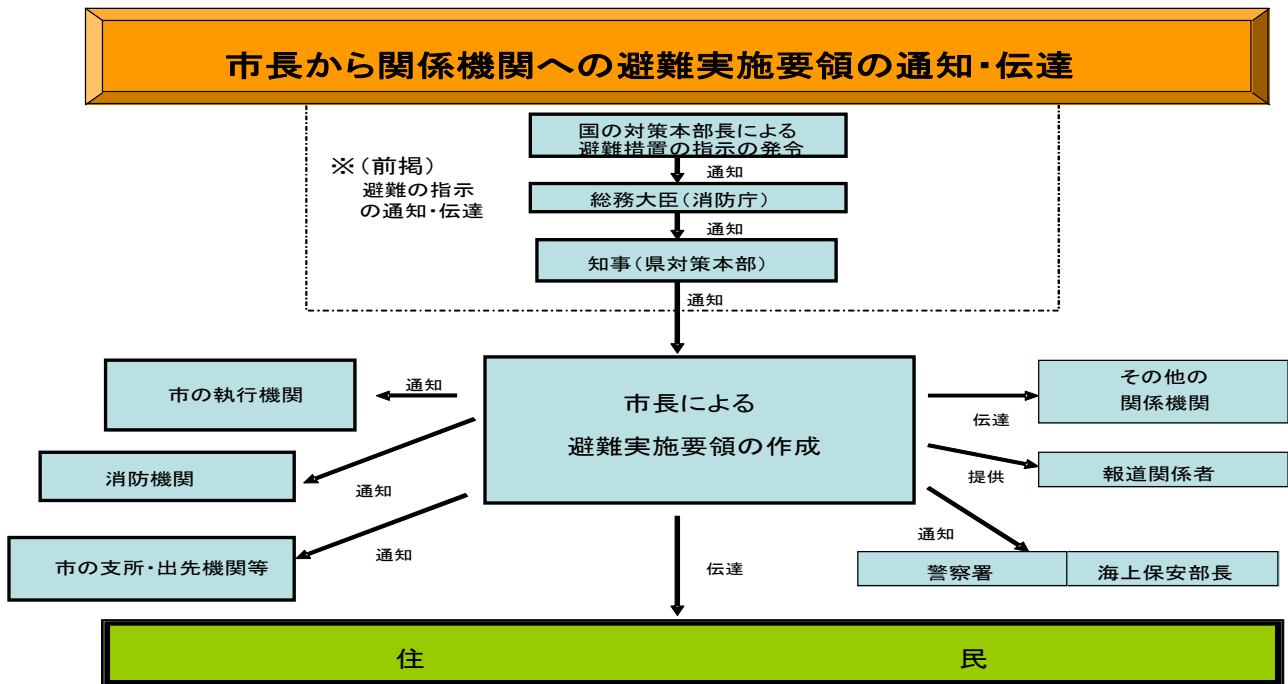 市長から関係機関への避難実施要領の通知・伝達
国の対策本部長による
避難措置の指示の発令
※（前掲）
避難の指示
の通知・伝達
通知
総務大臣（消防庁）
通知
知事（県対策本部）
通知
市の執行機関
通知
市長による
避難実施要領の作成
その他の
関係機関
伝達
消防機関
通知
報道関係者
提供
市の支所・出先機関等
通知
伝達
通知
警察署
海上保安部長
住　民